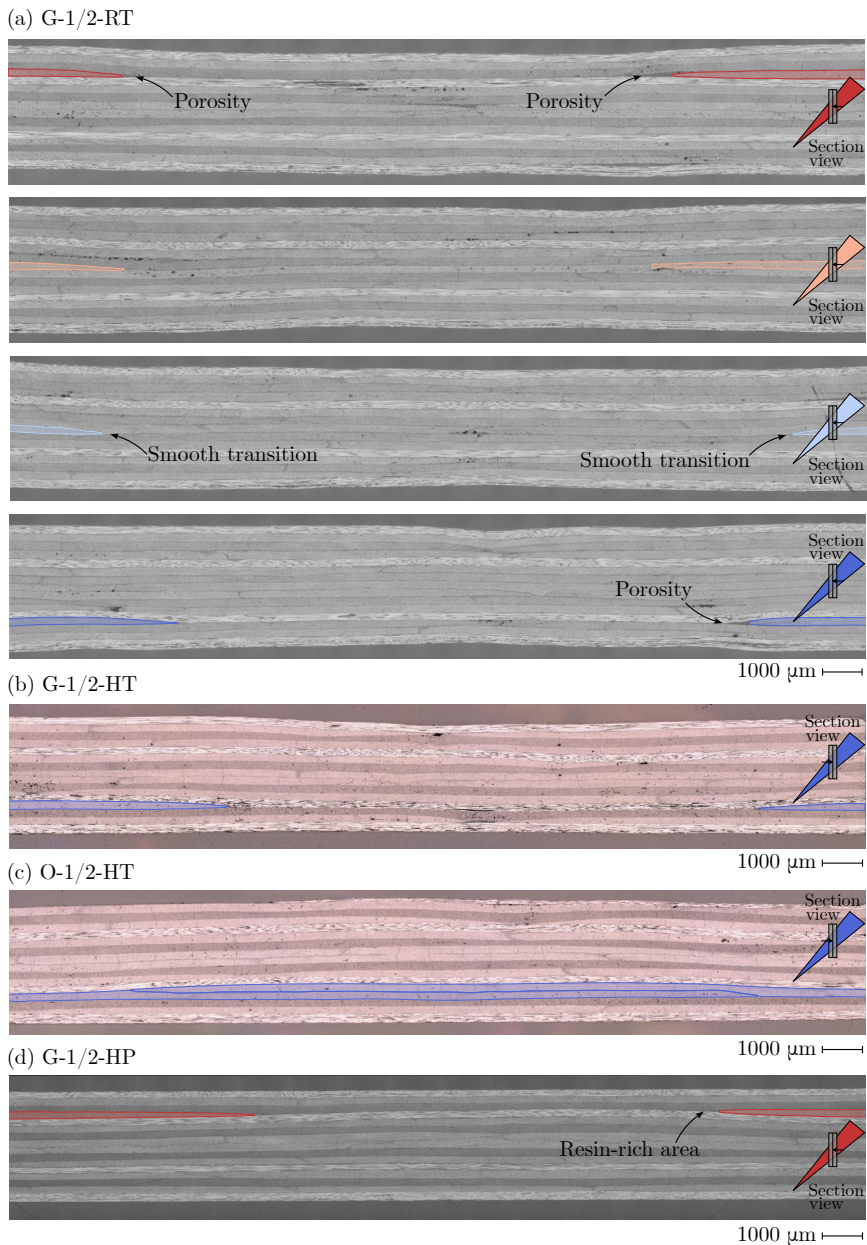 (a) G-1/2-RT
Porosity
Porosity
Section
view
Section
view
Smooth transition
Smooth transition
Section
view
Section
view
Porosity
1000 μm
(b) G-1/2-HT
Section
view
1000 μm
(c) O-1/2-HT
Section
view
1000 μm
(d) G-1/2-HP
Resin-rich area
Section
view
1000 μm